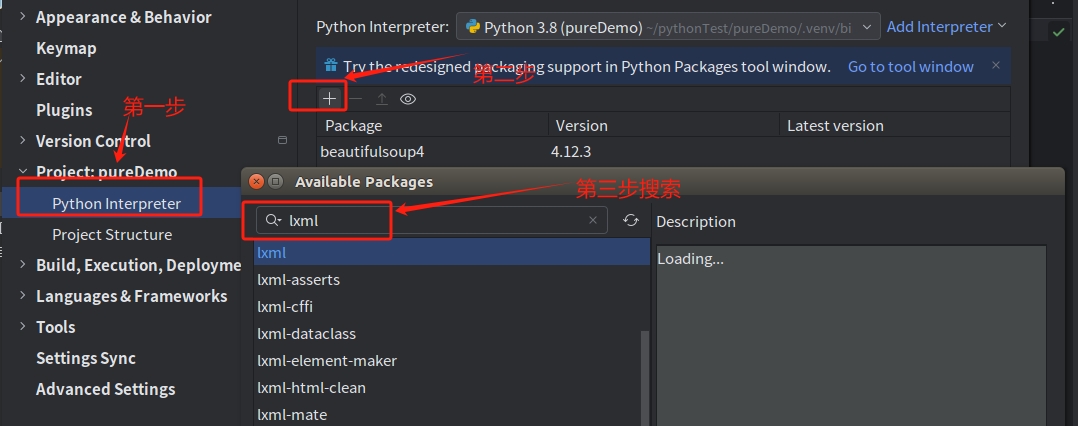 Appearance & Behavior
Keymap
Editor
Plugins
第一步
Version Control
Project: pureDemo
Python Interpreter
Project Structure
Build, Execution, Deployme
Languages & Frameworks
Tools
Settings Sync
Advanced Settings
Python Interpreter: Python 3.8 (pureDemo) ~/pythonTest/pureDemo/.venv/bi Add Interpreter
Try the redesigned packaging support in Python Packages tool window. Go to tool window
第二步
Package Version Latest version
beautifulsoup4 4.12.3
Available Packages
第三步搜索
lxml
lxml
lxml-asserts
lxml-cffi
lxml-dataclass
lxml-element-maker
lxml-html-clean
lxml-mate
Description
Loading...